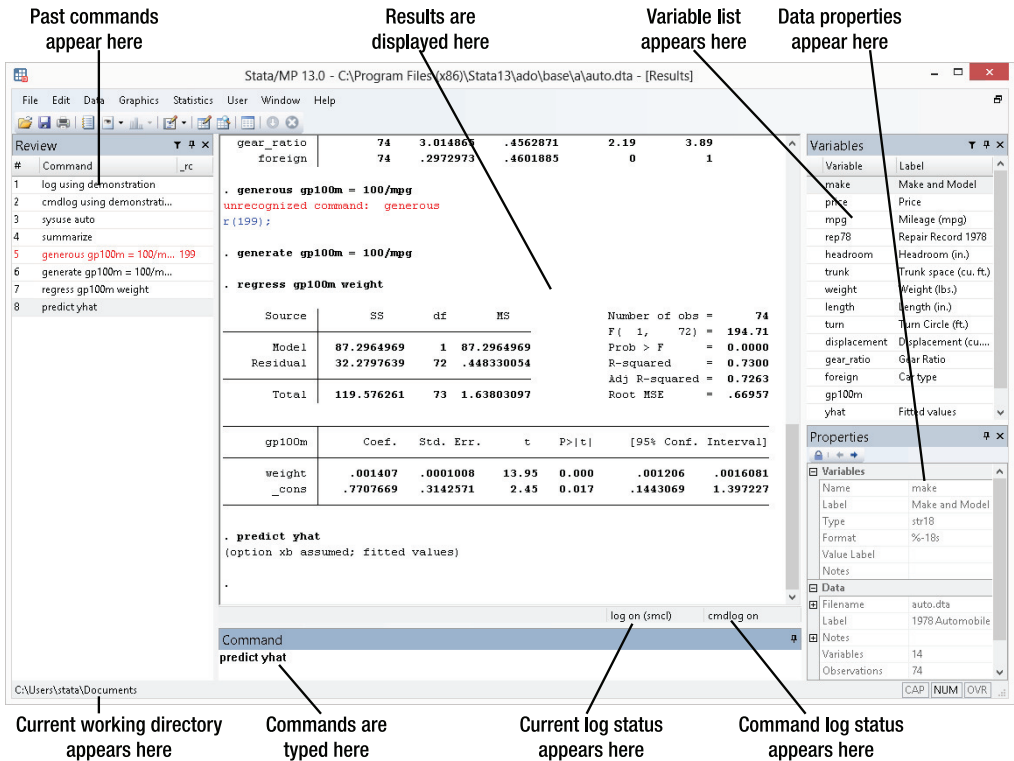 Past commands
appear here
Results are
displayed here
Variable list
appears here
Data properties
appear here
Stata/MP 13.0 - C:\Program Files (x86)\Stata13\ado\base\a\auto.dta - [Results]
File Edit Data Graphics Statistics User Window Help
Review
# Command _rc
1 log using demonstration
2 cmdlog using demonstrati...
3 sysuse auto
4 summarize
5 generous gp100m = 100/m... 199
6 generate gp100m = 100/m...
7 regress gp100m weight
8 predict yhat
gear_ratio 74 3.014865 .4562871 2.19 3.89
foreign 74 .2972973 .4601885 0 1
. generous gp100m = 100/mpg
unrecognized command: generous
r(199);
. generate gp100m = 100/mpg
. regress gp100m weight
Source SS df MS Number of obs = 74
F( 1, 72) = 194.71
Model 87.2964969 1 87.2964969 Prob > F = 0.0000
Residual 32.2797639 72 .448330054 R-squared = 0.7300
Adj R-squared = 0.7263
Total 119.576261 73 1.63803097 Root MSE = .66957
gp100m Coef. Std. Err. t P>|t| [95% Conf. Interval]
weight .001407 .0001008 13.95 0.000 .001206 .0016081
_cons .7707669 .3142571 2.45 0.017 .1443069 1.397227
. predict yhat
(option xb assumed; fitted values)
.
log on (smcl) cmdlog on
Command
predict yhat
Variables
Variable Label
make Make and Model
price Price
mpg Mileage (mpg)
rep78 Repair Record 1978
headroom Headroom (in.)
trunk Trunk space (cu. ft.)
weight Weight (lbs.)
length Length (in.)
turn Turn Circle (ft.)
displacement Displacement (cu....
gear_ratio Gear Ratio
foreign Car type
gp100m
yhat Fitted values
Properties
Variables
Name make
Label Make and Model
Type str18
Format %-18s
Value Label
Notes
Data
Filename auto.dta
Label 1978 Automobile
Notes
Variables 14
Observations 74
C:\Users\stata\Documents
CAP NUM OVR
Current working directory
appears here
Commands are
typed here
Current log status
appears here
Command log status
appears here